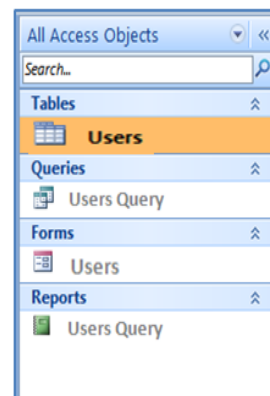 All Access Objects
Search...
Tables
Users
Queries
Users Query
Forms
Users
Reports
Users Query